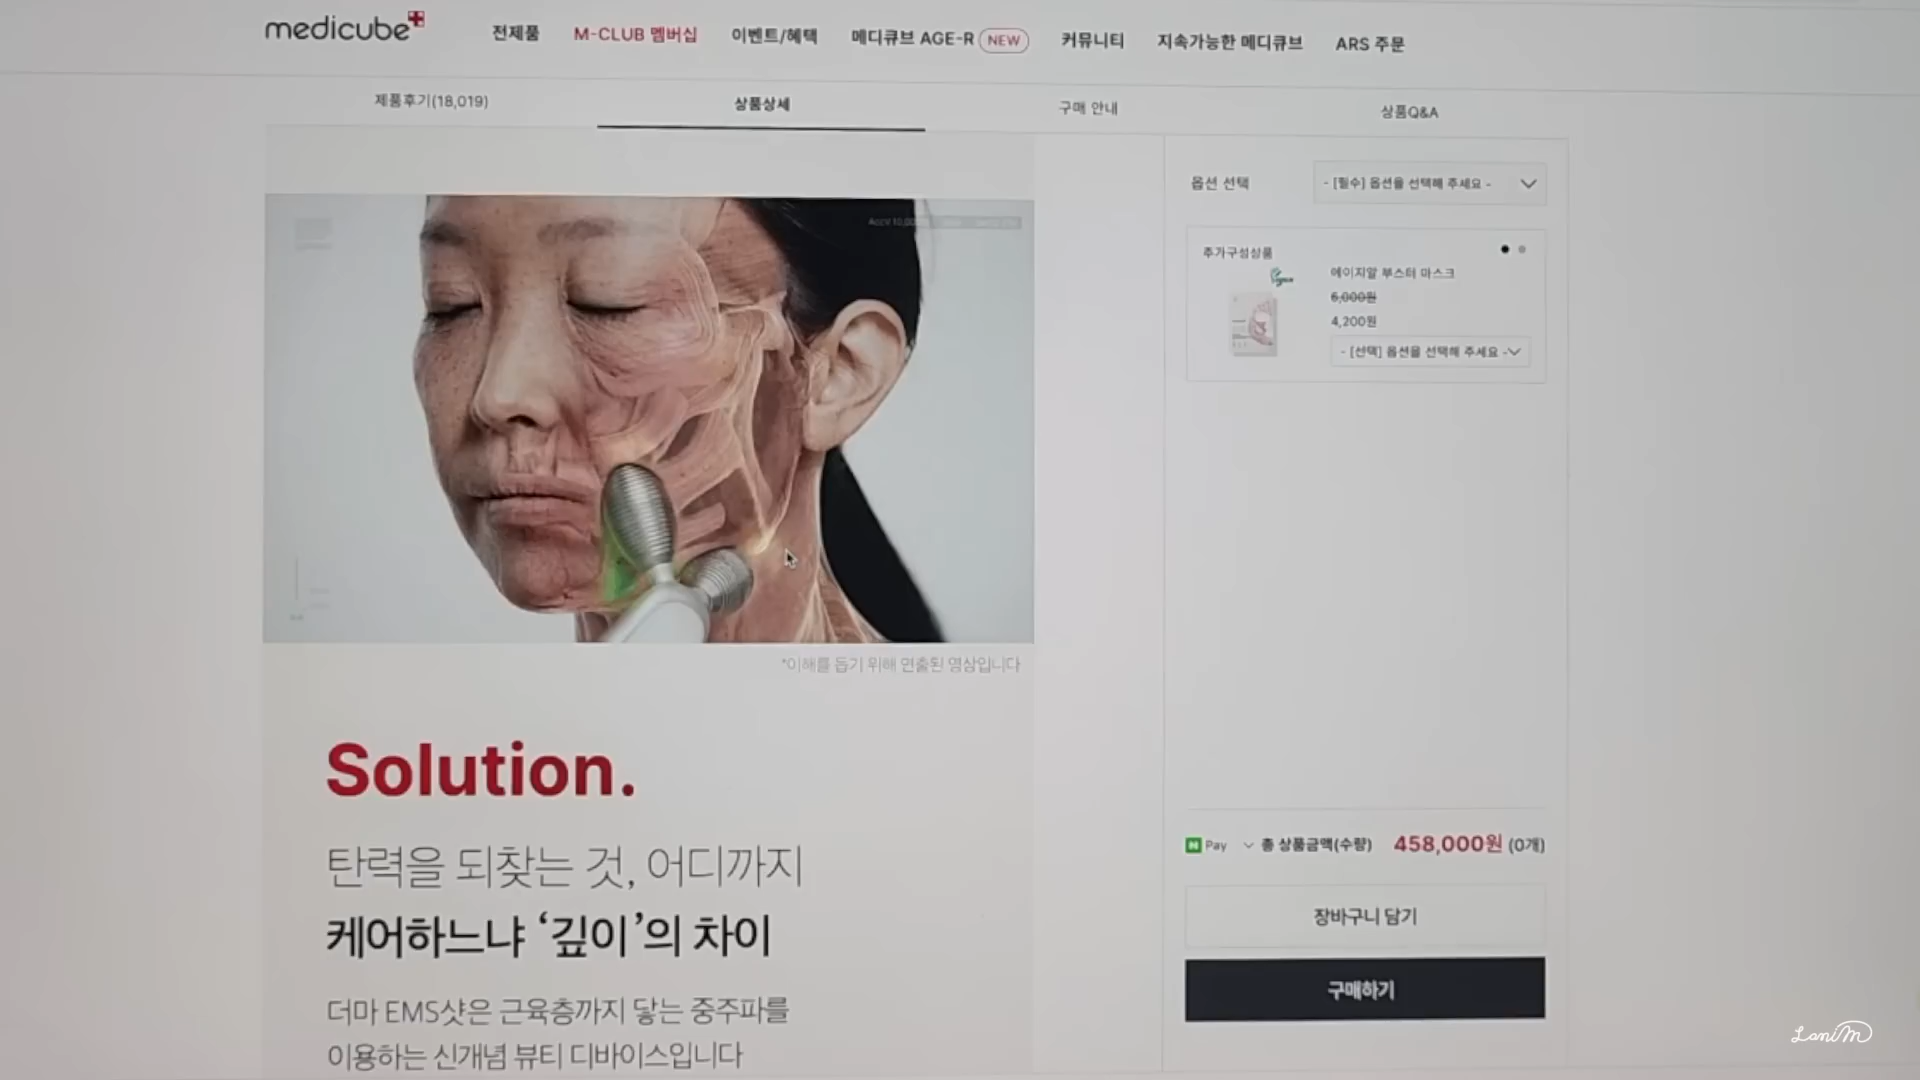 medicube
전제품
M-CLUB 멤버십
이벤트/혜택
메디큐브 AGE-R NEW
커뮤니티
지속가능한 메디큐브
ARS 주문
제품후기(18,019)
상품상세
구매 안내
상품Q&A
옵션 선택
- [필수] 옵션을 선택해 주세요 -
추가구성상품
에이지알 부스터 마스크
6,000원
4,200원
- [선택] 옵션을 선택해 주세요 -
*이해를 돕기 위해 연출된 영상입니다
Solution.
탄력을 되찾는 것, 어디까지
케어하느냐 ‘깊이’의 차이
더마 EMS샷은 근육층까지 닿는 중주파를
이용하는 신개념 뷰티 디바이스입니다
N Pay
총 상품금액(수량) 458,000원 (0개)
장바구니 담기
구매하기
LaniM